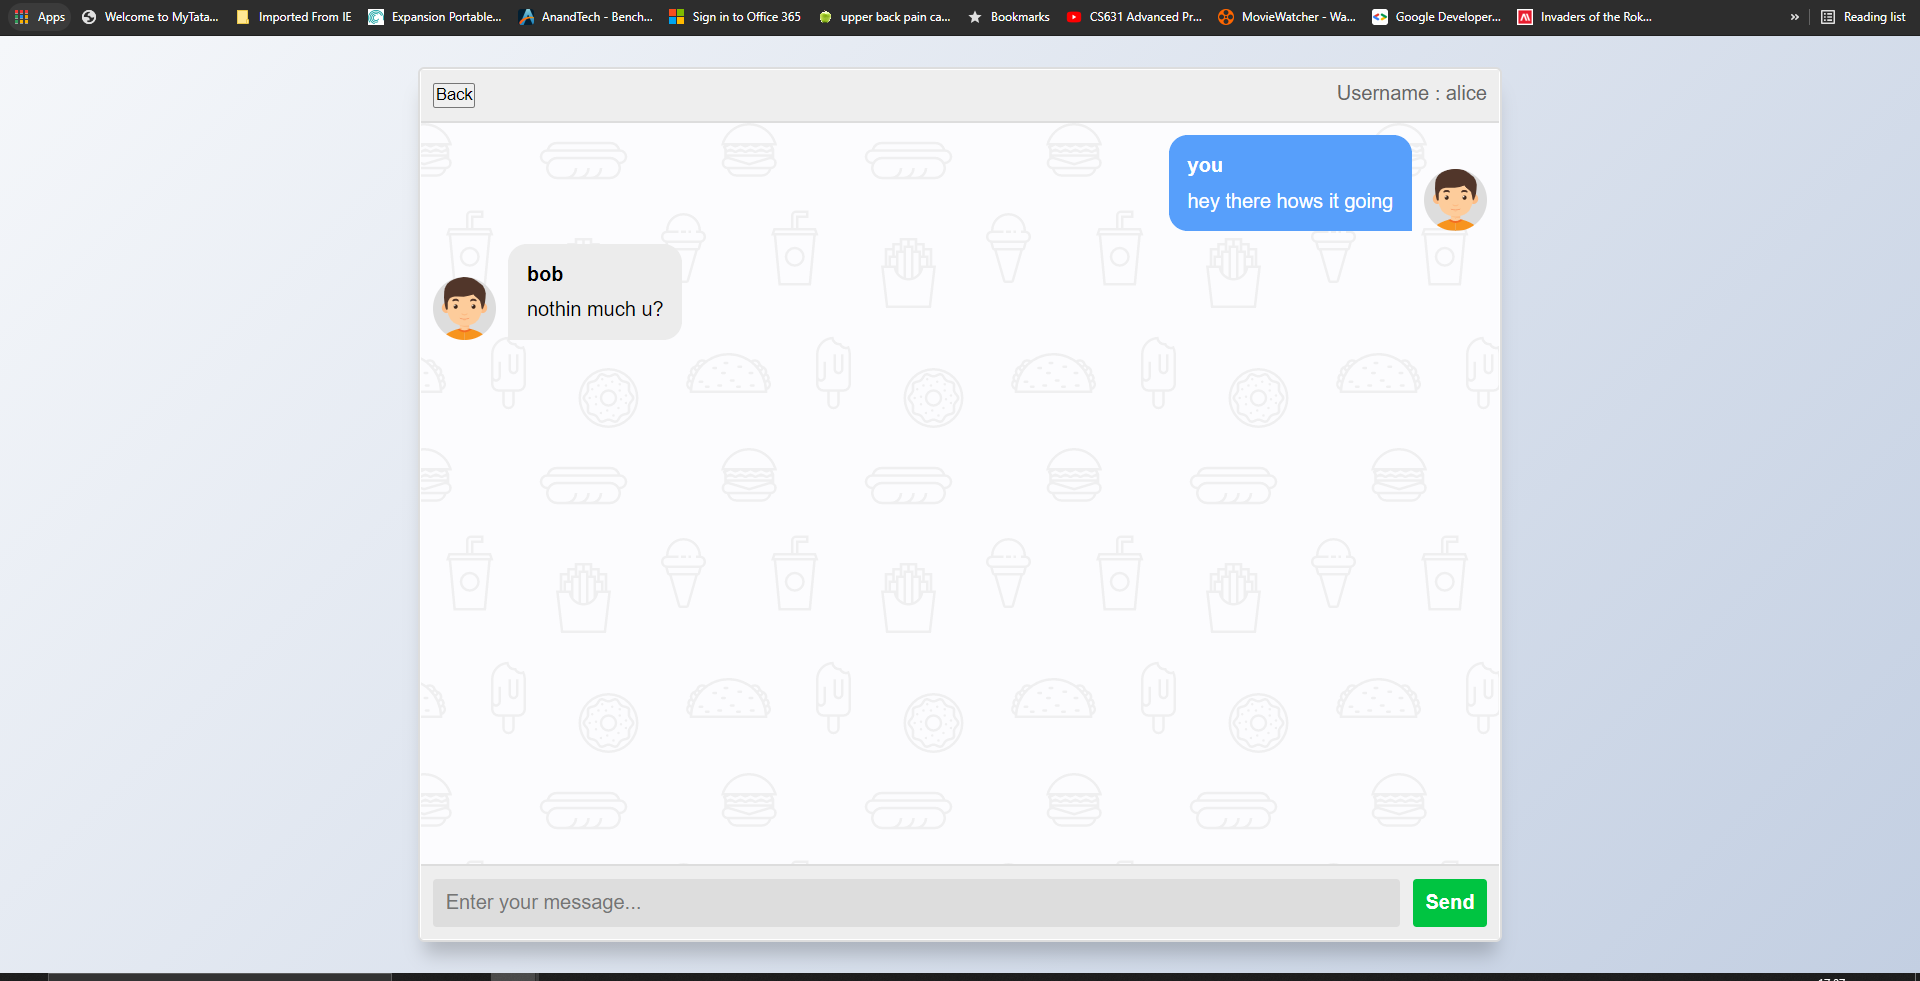 Apps Welcome to MyTata... Imported From IE Expansion Portable... AnandTech - Bench... Sign in to Office 365 upper back pain ca... Bookmarks CS631 Advanced Pr... MovieWatcher - Wa... Google Developer... Invaders of the Rok... » Reading list
Back Username : alice
you
hey there hows it going
bob
nothin much u?
Enter your message... Send